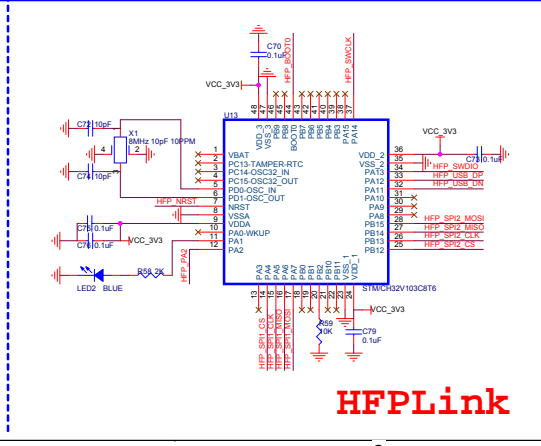 C70
0.1uF
VCC_3V3
HFP_BOOT0
HFP_SWCLK
U13
48
47
46
45
44
43
42
41
40
39
38
37
VDD_3
VSS_3
PB9
PB8
BOOT0
PB7
PB6
PB5
PB4
PB3
PA15
PA14
C72 10pF
X1
8MHz 10pF 10PPM
4
2
3
C74 10pF
HFP_NRST
C75 0.1uF
C76 0.1uF
VCC_3V3
LED2 BLUE
R58 2K
HFP_PA2
1 VBAT
2 PC13-TAMPER-RTC
3 PC14-OSC32_IN
4 PC15-OSC32_OUT
5 PD0-OSC_IN
6 PD1-OSC_OUT
7 NRST
8 VSSA
9 VDDA
10 PA0-WKUP
11 PA1
12 PA2
VCC_3V3
C73 0.1uF
VDD_2 36
VSS_2 35
PA13 34 HFP_SWDIO
PA12 33 HFP_USB_DP
PA11 32 HFP_USB_DN
PA10 31
PA9 30
PA8 29
PB15 28 HFP_SPI2_MOSI
PB14 27 HFP_SPI2_MISO
PB13 26 HFP_SPI2_CLK
PB12 25 HFP_SPI2_CS
PA3
PA4
PA5
PA6
PA7
PB0
PB1
PB2
PB10
PB11
VSS_1
VDD_1
STM/CH32V103C8T6
13
14
15
16
17
18
19
20
21
22
23
24
HFP_SPI1_CS
HFP_SPI1_CLK
HFP_SPI1_MISO
HFP_SPI1_MOSI
R59
10K
VCC_3V3
C79
0.1uF
HFPLink